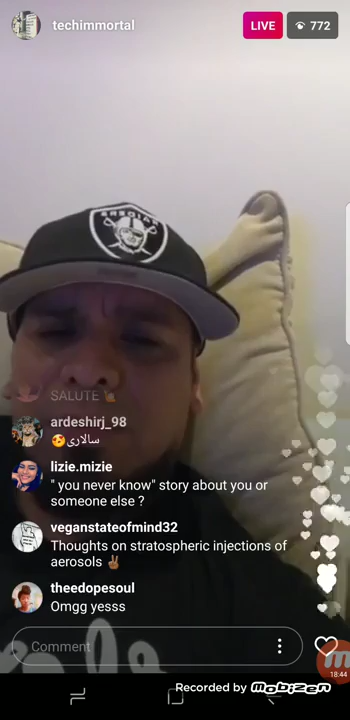 techimmortal
LIVE
772
SALUTE
ardeshirj_98
سالاری
lizie.mizie
" you never know" story about you or
someone else ?
veganstateofmind32
Thoughts on stratospheric injections of
aerosols
theedopesoul
Omgg yesss
Comment
18:44
Recorded by Mobizen